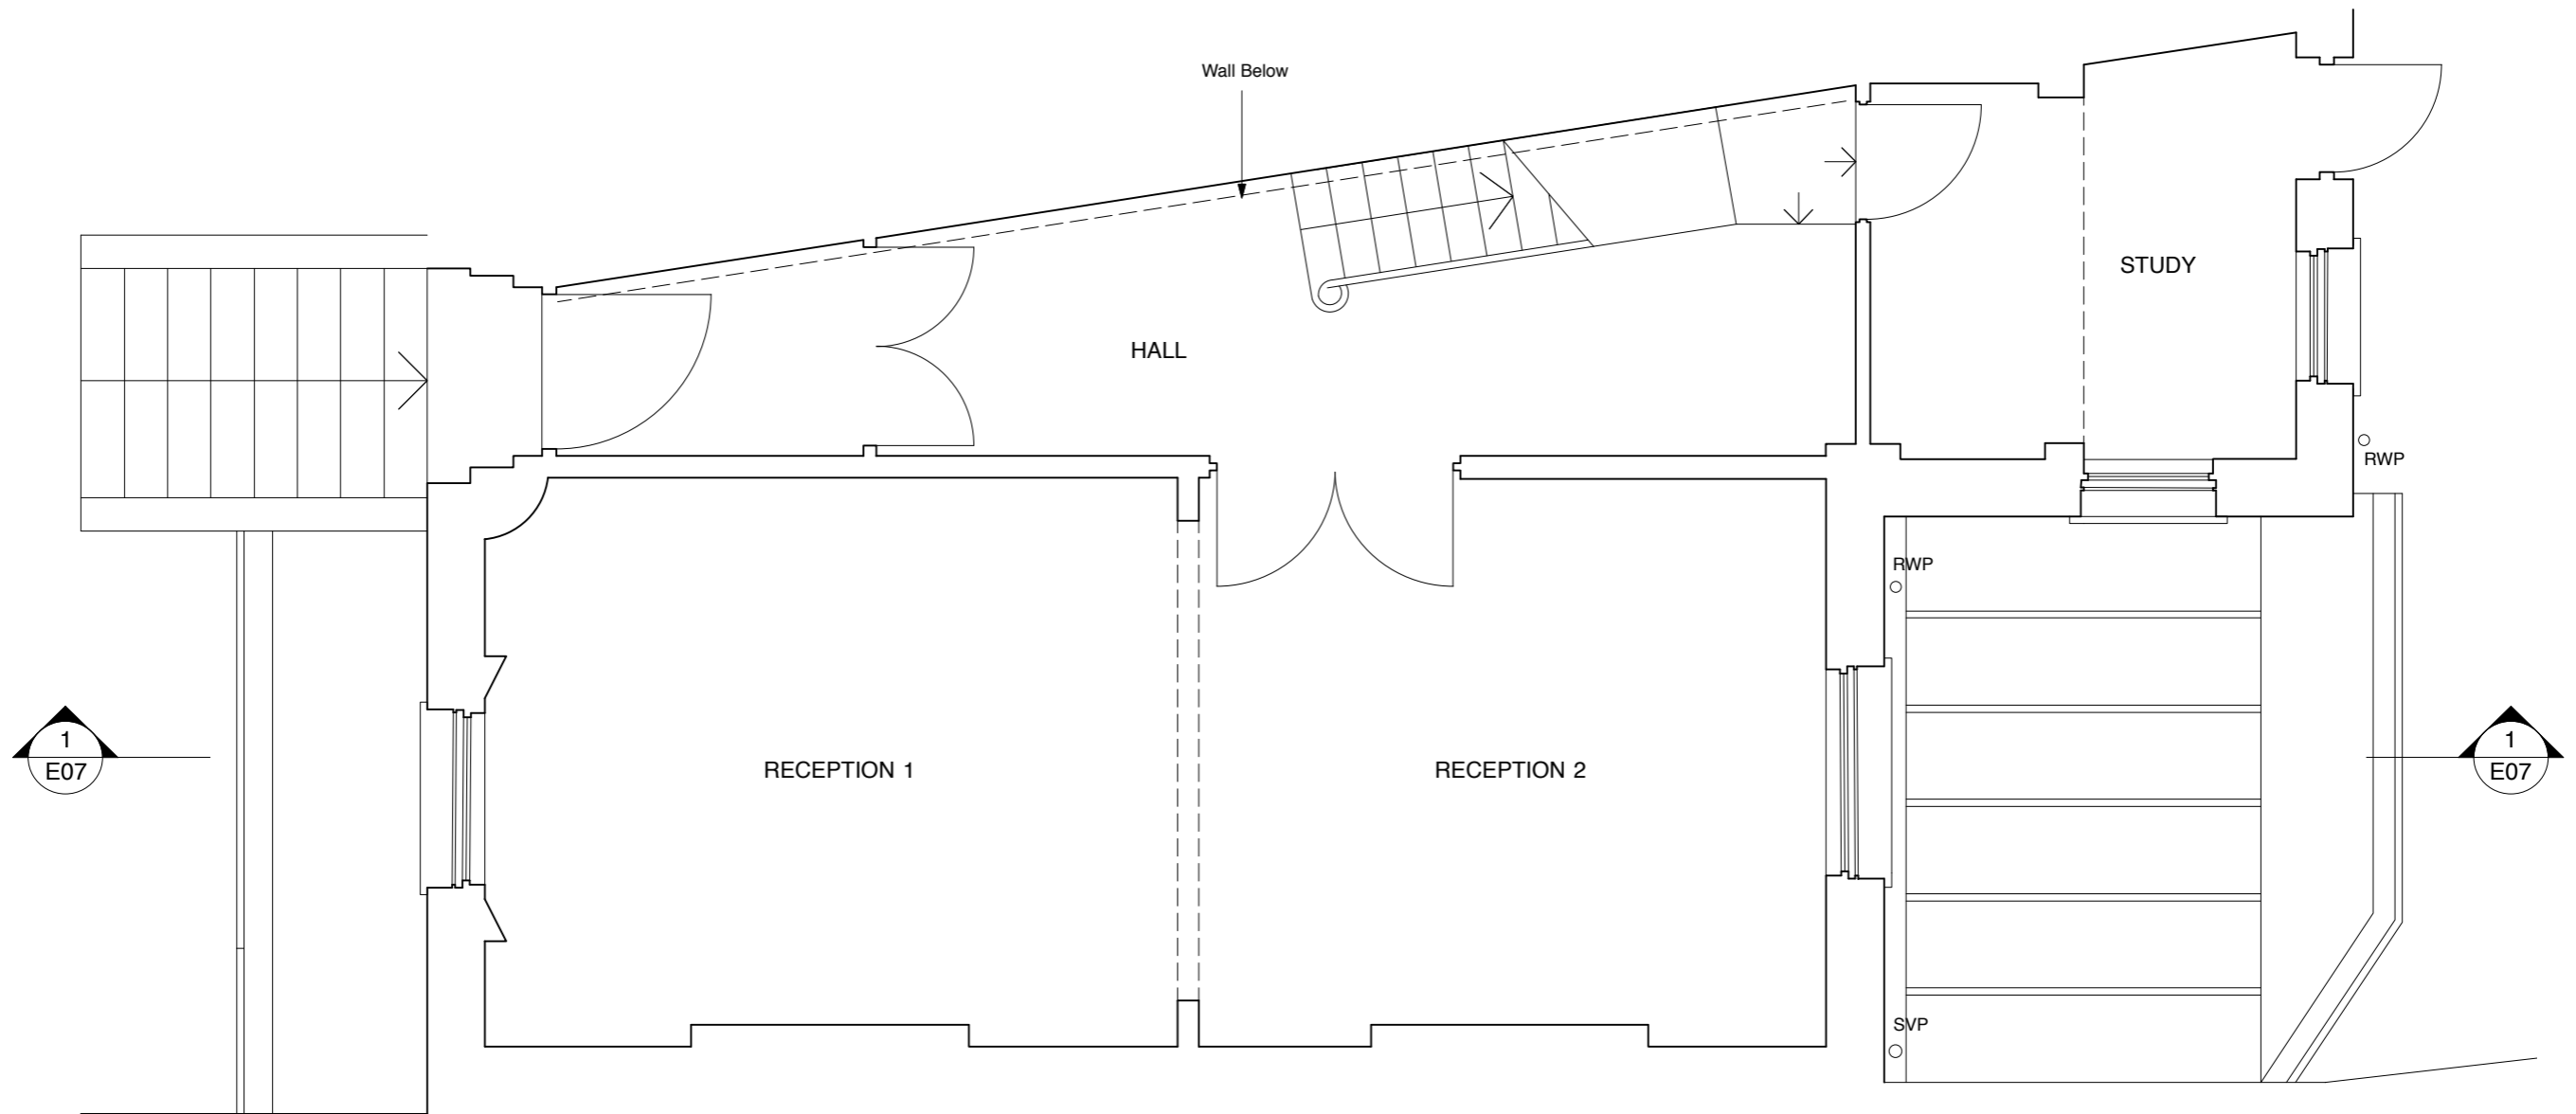 Wall Below
STUDY
HALL
RWP
RWP
1
E07
RECEPTION 1
RECEPTION 2
1
E07
SVP